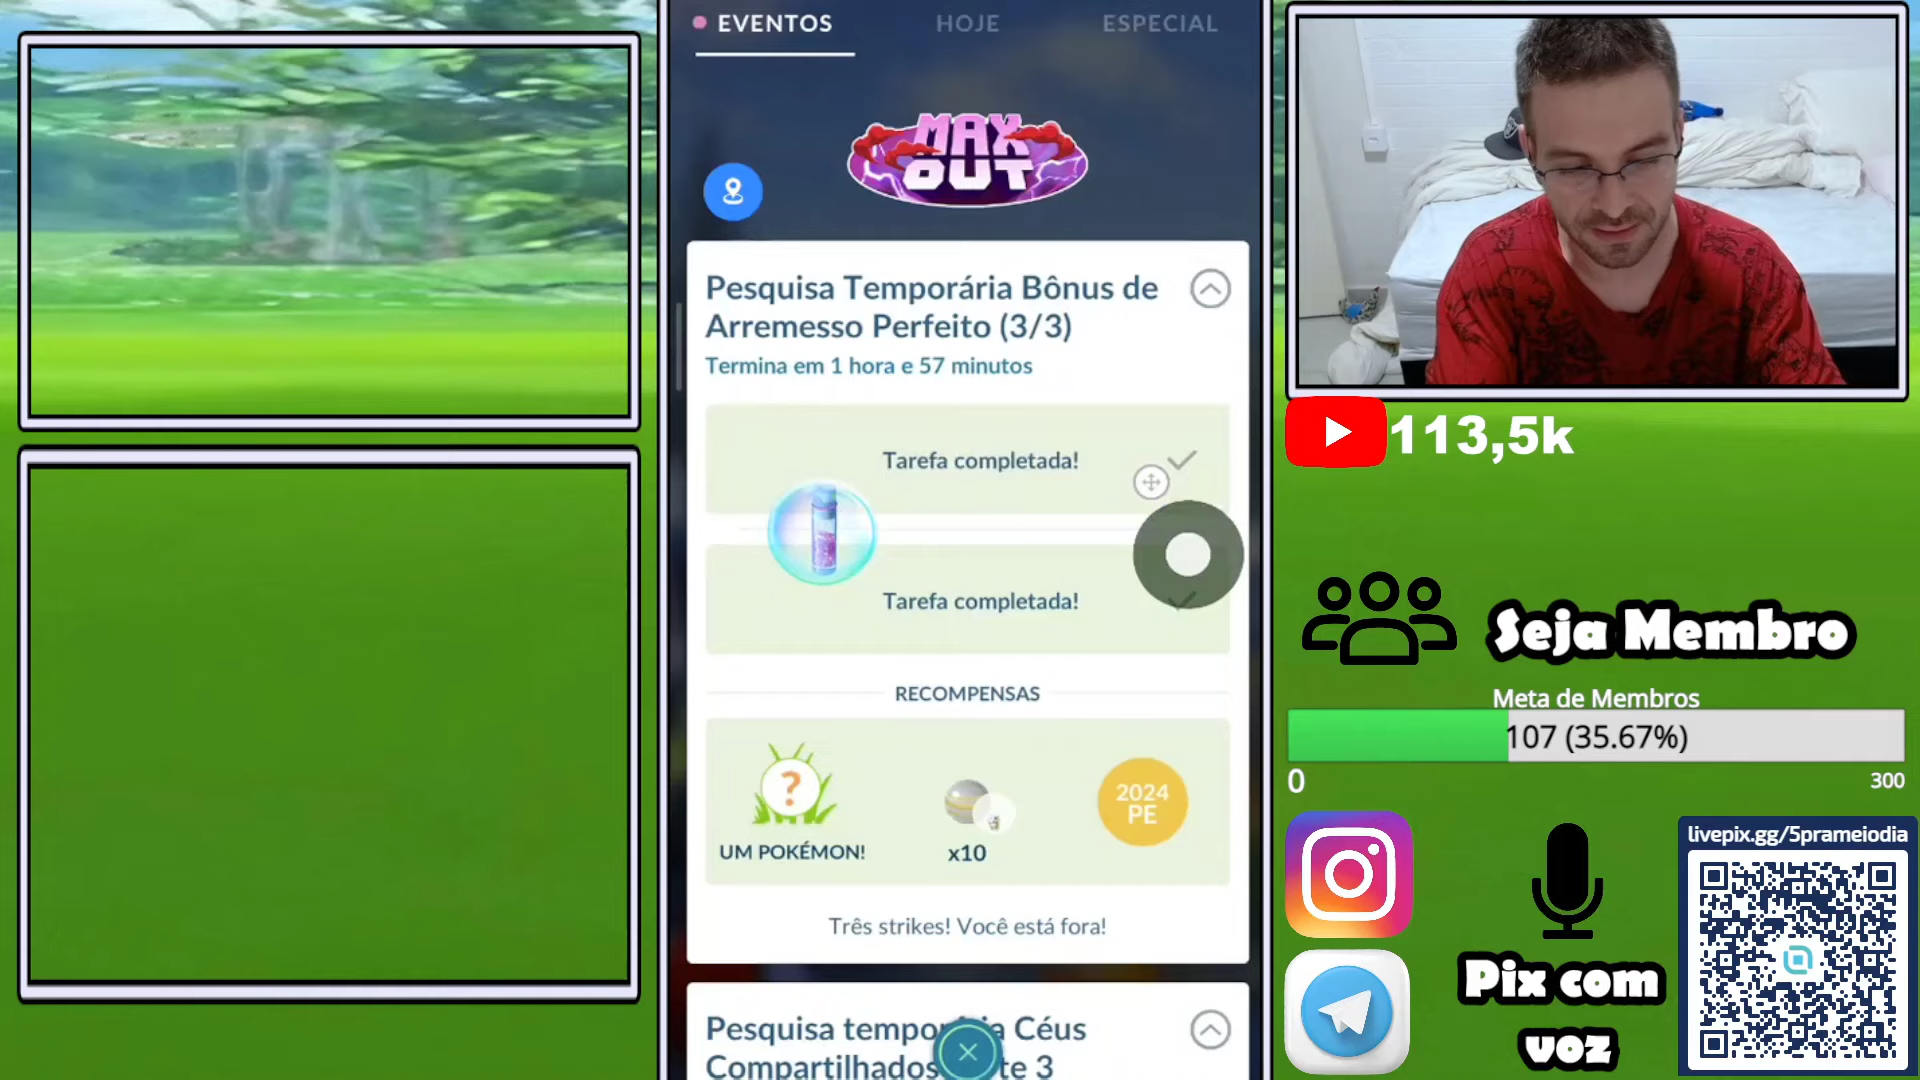 EVENTOS
HOJE
ESPECIAL
MAX
OUT
Pesquisa Temporária Bônus de
Arremesso Perfeito (3/3)
Termina em 1 hora e 57 minutos
Tarefa completada!
Tarefa completada!
RECOMPENSAS
UM POKÉMON!
x10
2024
PE
Três strikes! Você está fora!
Pesquisa temporária Céus
Compartilhados te 3
113,5k
Seja Membro
Meta de Membros
107 (35.67%)
0
300
livepix.gg/5prameiodia
Pix com
voz